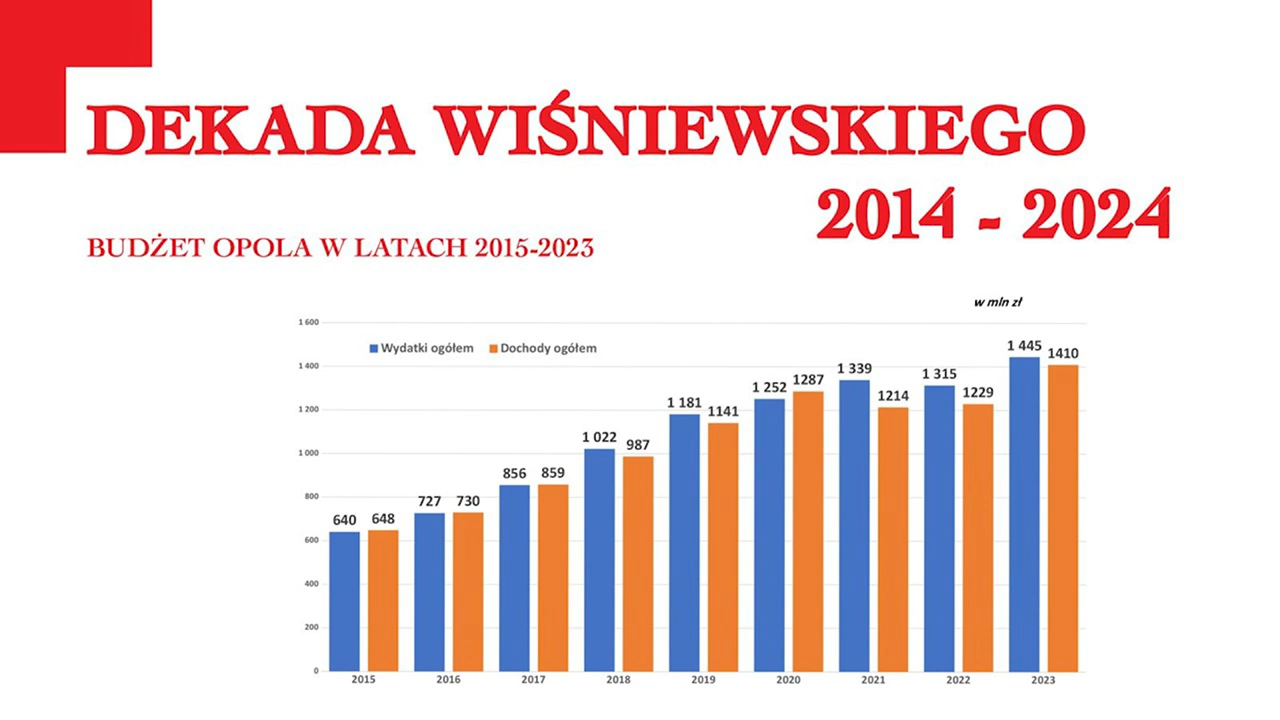 DEKADA WIŚNIEWSKIEGO
2014 - 2024
BUDŻET OPOLA W LATACH 2015-2023
w mln zł
Wydatki ogółem Dochody ogółem
1 600
1 400
1 200
1 000
800
600
400
200
0
640 648
727 730
856 859
1 022 987
1 181 1141
1 252 1287
1 339 1214
1 315 1229
1 445 1410
2015 2016 2017 2018 2019 2020 2021 2022 2023